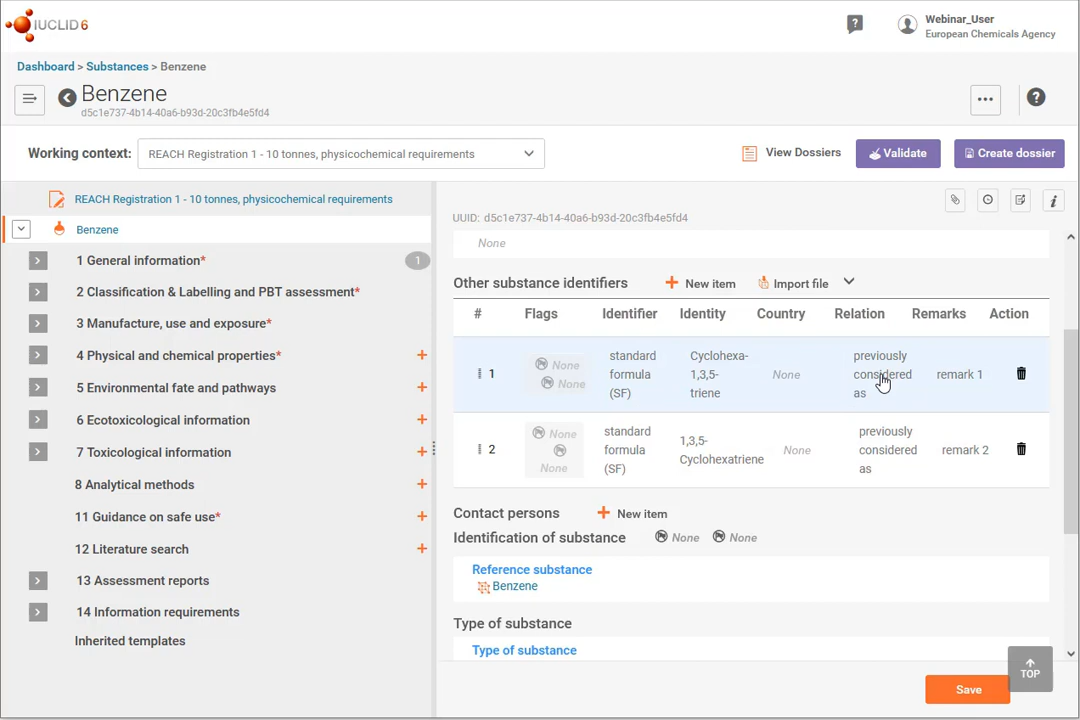 IUCLID 6
Webinar_User
European Chemicals Agency
Dashboard > Substances > Benzene
Benzene
d5c1e737-4b14-40a6-b93d-20c3fb4e5fd4
Working context:
REACH Registration 1 - 10 tonnes, physicochemical requirements
View Dossiers
Validate
Create dossier
REACH Registration 1 - 10 tonnes, physicochemical requirements
Benzene
1 General information*
1
2 Classification & Labelling and PBT assessment*
3 Manufacture, use and exposure*
4 Physical and chemical properties*
5 Environmental fate and pathways
6 Ecotoxicological information
7 Toxicological information
8 Analytical methods
11 Guidance on safe use*
12 Literature search
13 Assessment reports
14 Information requirements
Inherited templates
UUID: d5c1e737-4b14-40a6-b93d-20c3fb4e5fd4
None
Other substance identifiers
New item
Import file
# Flags Identifier Identity Country Relation Remarks Action
1
None
None
standard
formula
(SF)
Cyclohexa-
1,3,5-
triene
None
previously
considered
as
remark 1
2
None
None
standard
formula
(SF)
1,3,5-
Cyclohexatriene
None
previously
considered
as
remark 2
Contact persons
New item
Identification of substance
None
None
Reference substance
Benzene
Type of substance
Type of substance
TOP
Save